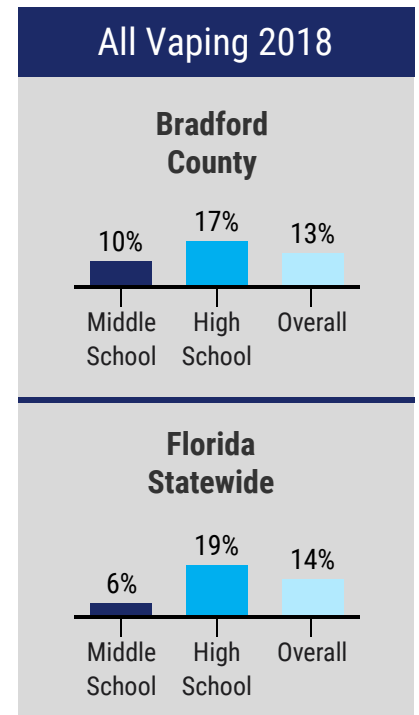 All Vaping 2018
Bradford
County
10%
17%
13%
Middle
School
High
School
Overall
Florida
Statewide
6%
19%
14%
Middle
School
High
School
Overall